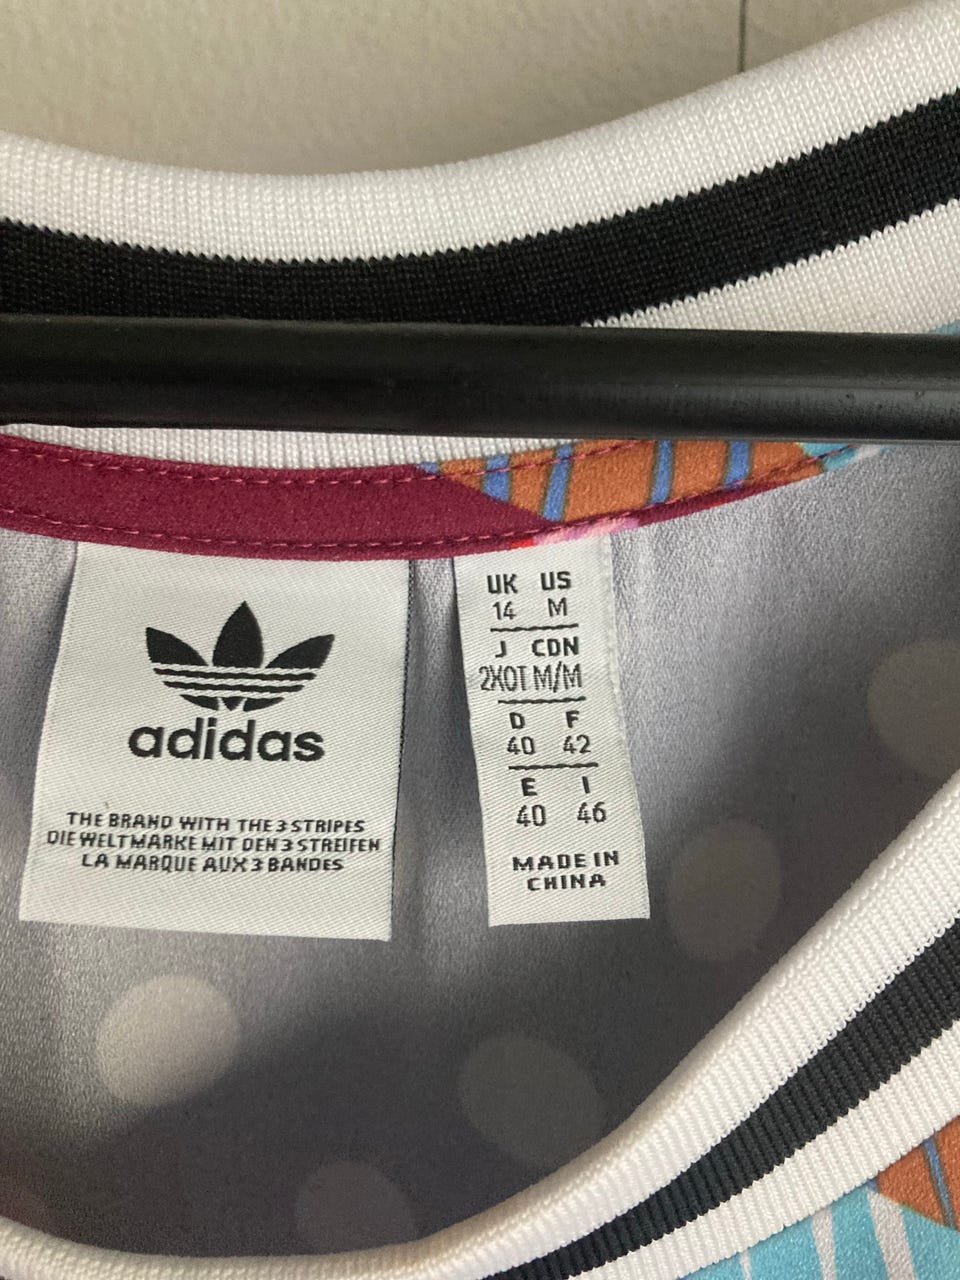 adidas
THE BRAND WITH THE 3 STRIPES
DIE WELTMARKE MIT DEN 3 STREIFEN
LA MARQUE AUX 3 BANDES
UK US
14 M
J CDN
2XOT M/M
D F
40 42
E I
40 46
MADE IN
CHINA